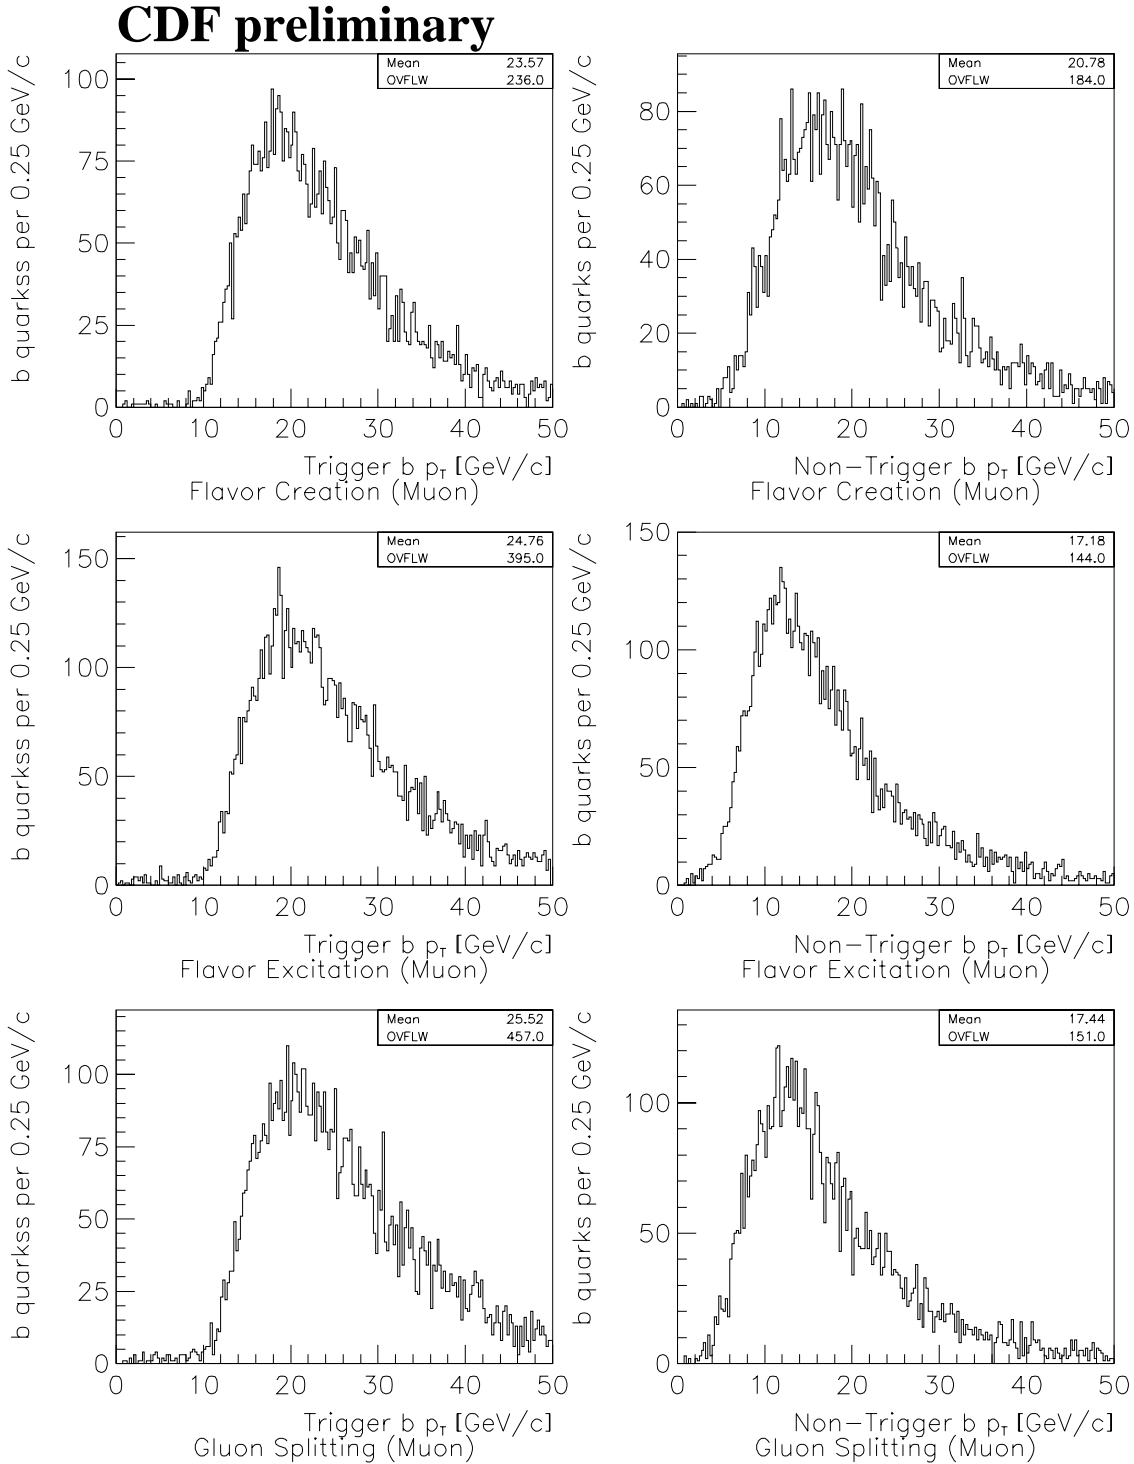 CDF preliminary
Mean 23.57
OVFLW 236.0
b quarkss per 0.25 GeV/c
100
75
50
25
0
0 10 20 30 40 50
Trigger b pT [GeV/c]
Flavor Creation (Muon)
Mean 20.78
OVFLW 184.0
b quarks per 0.25 GeV/c
80
60
40
20
0
0 10 20 30 40 50
Non-Trigger b pT [GeV/c]
Flavor Creation (Muon)
Mean 24.76
OVFLW 395.0
b quarkss per 0.25 GeV/c
150
100
50
0
0 10 20 30 40 50
Trigger b pT [GeV/c]
Flavor Excitation (Muon)
Mean 17.18
OVFLW 144.0
b quarks per 0.25 GeV/c
150
100
50
0
0 10 20 30 40 50
Non-Trigger b pT [GeV/c]
Flavor Excitation (Muon)
Mean 25.52
OVFLW 457.0
b quarkss per 0.25 GeV/c
100
75
50
25
0
0 10 20 30 40 50
Trigger b pT [GeV/c]
Gluon Splitting (Muon)
Mean 17.44
OVFLW 151.0
b quarks per 0.25 GeV/c
100
50
0
0 10 20 30 40 50
Non-Trigger b pT [GeV/c]
Gluon Splitting (Muon)